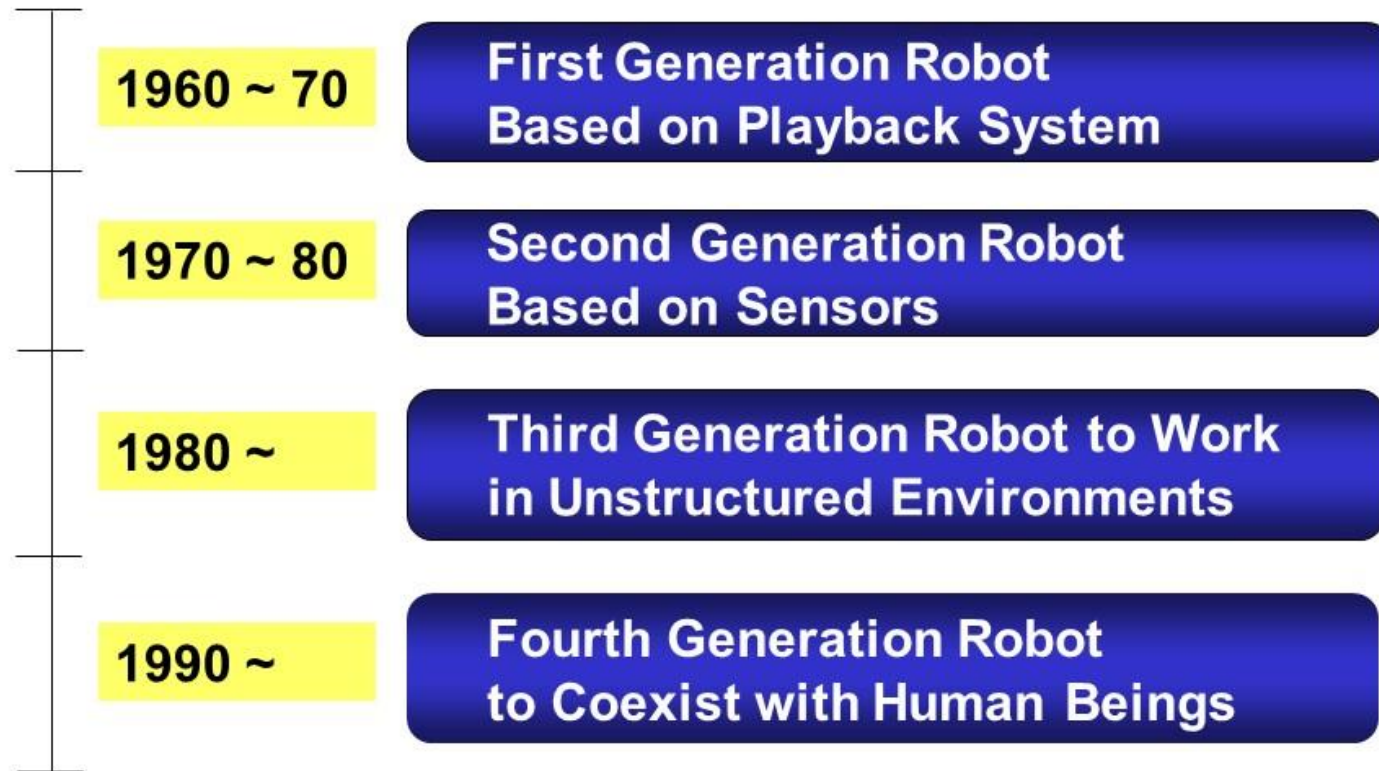 1960 ~ 70
First Generation Robot
Based on Playback System
1970 ~ 80
Second Generation Robot
Based on Sensors
1980 ~
Third Generation Robot to Work
in Unstructured Environments
1990 ~
Fourth Generation Robot
to Coexist with Human Beings